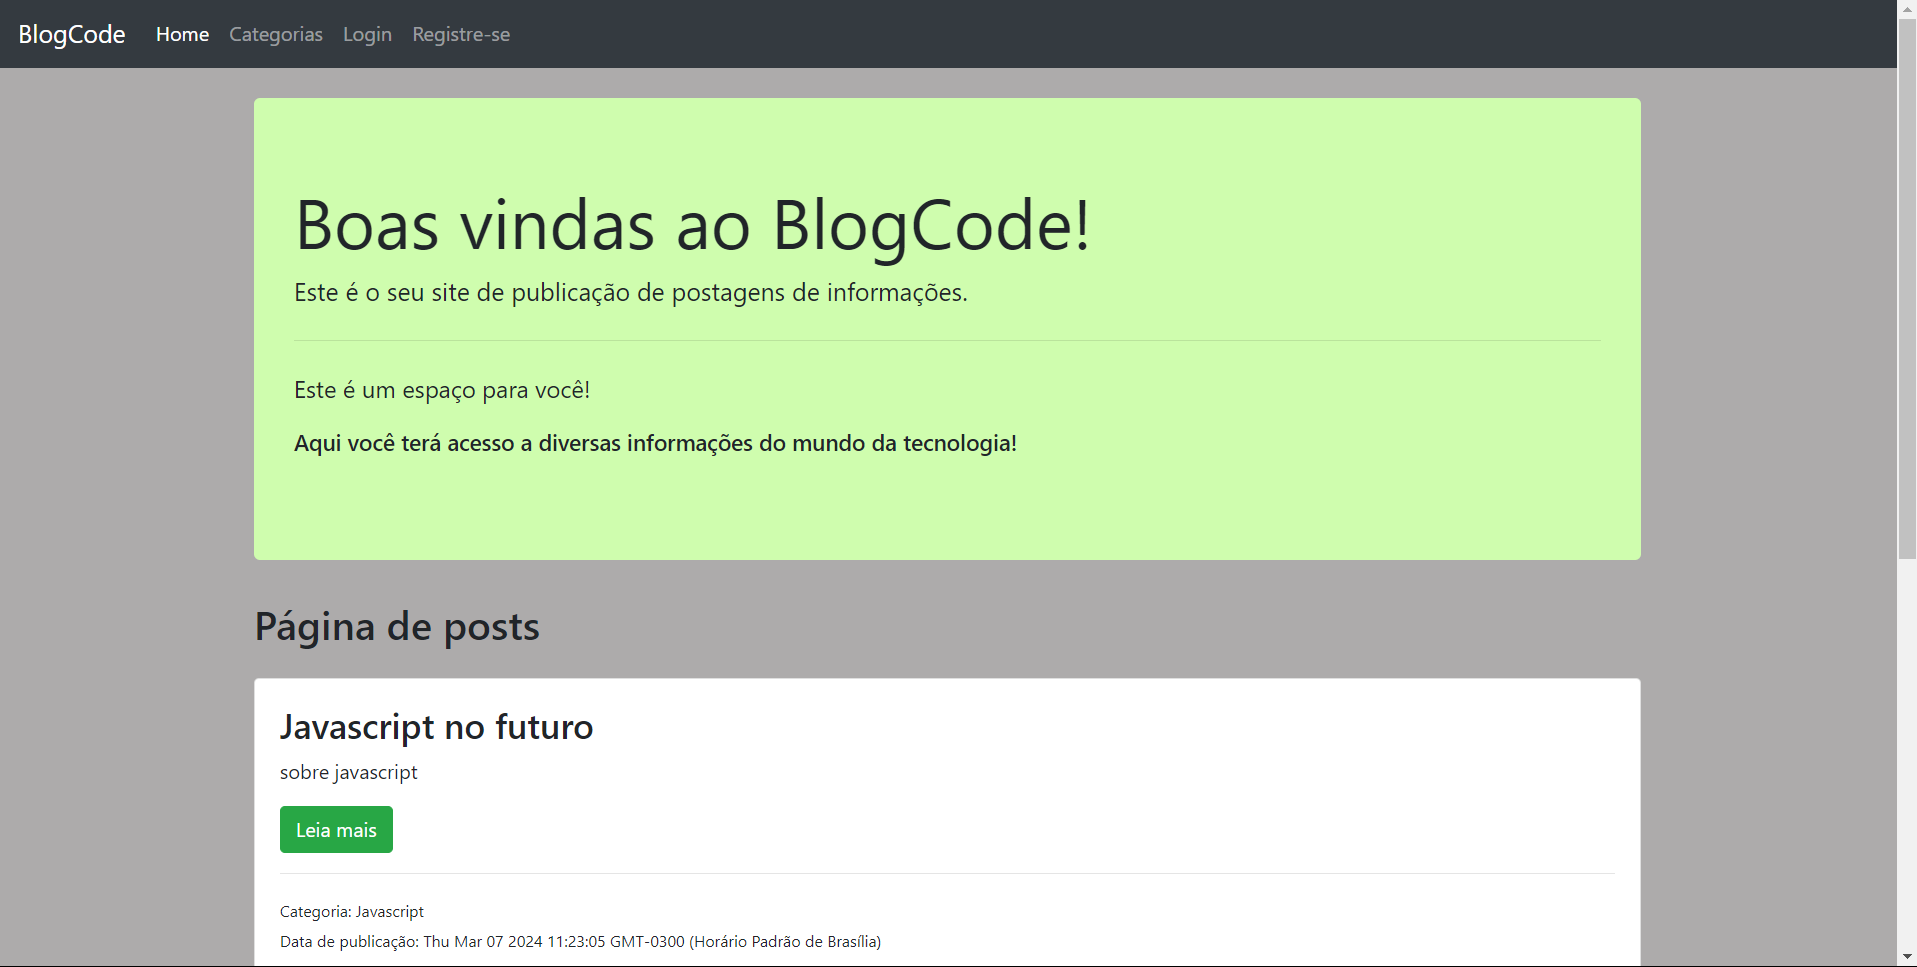 BlogCode Home Categorias Login Registre-se
Boas vindas ao BlogCode!
Este é o seu site de publicação de postagens de informações.
Este é um espaço para você!
Aqui você terá acesso a diversas informações do mundo da tecnologia!
Página de posts
Javascript no futuro
sobre javascript
Leia mais
Categoria: Javascript
Data de publicação: Thu Mar 07 2024 11:23:05 GMT-0300 (Horário Padrão de Brasília)